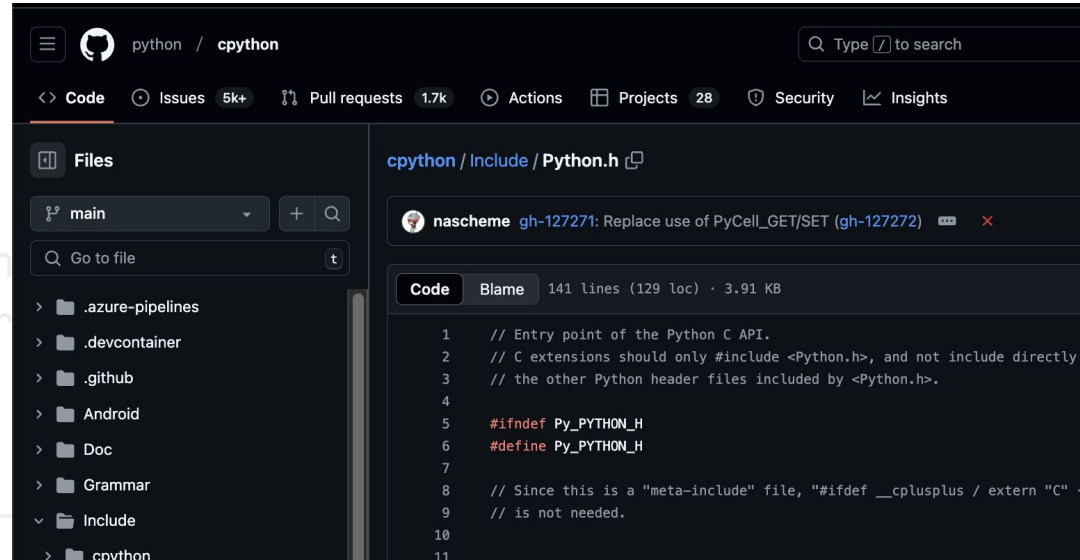 python / cpython
Type / to search
Code Issues 5k+ Pull requests 1.7k Actions Projects 28 Security Insights
Files
main
Go to file t
.azure-pipelines
.devcontainer
.github
Android
Doc
Grammar
Include
cpython
cpython / Include / Python.h
nascheme gh-127271: Replace use of PyCell_GET/SET (gh-127272)
Code Blame 141 lines (129 loc) · 3.91 KB
1 // Entry point of the Python C API.
2 // C extensions should only #include <Python.h>, and not include directly
3 // the other Python header files included by <Python.h>.
4
5 #ifndef Py_PYTHON_H
6 #define Py_PYTHON_H
7
8 // Since this is a "meta-include" file, "#ifdef __cplusplus / extern "C"
9 // is not needed.
10
11